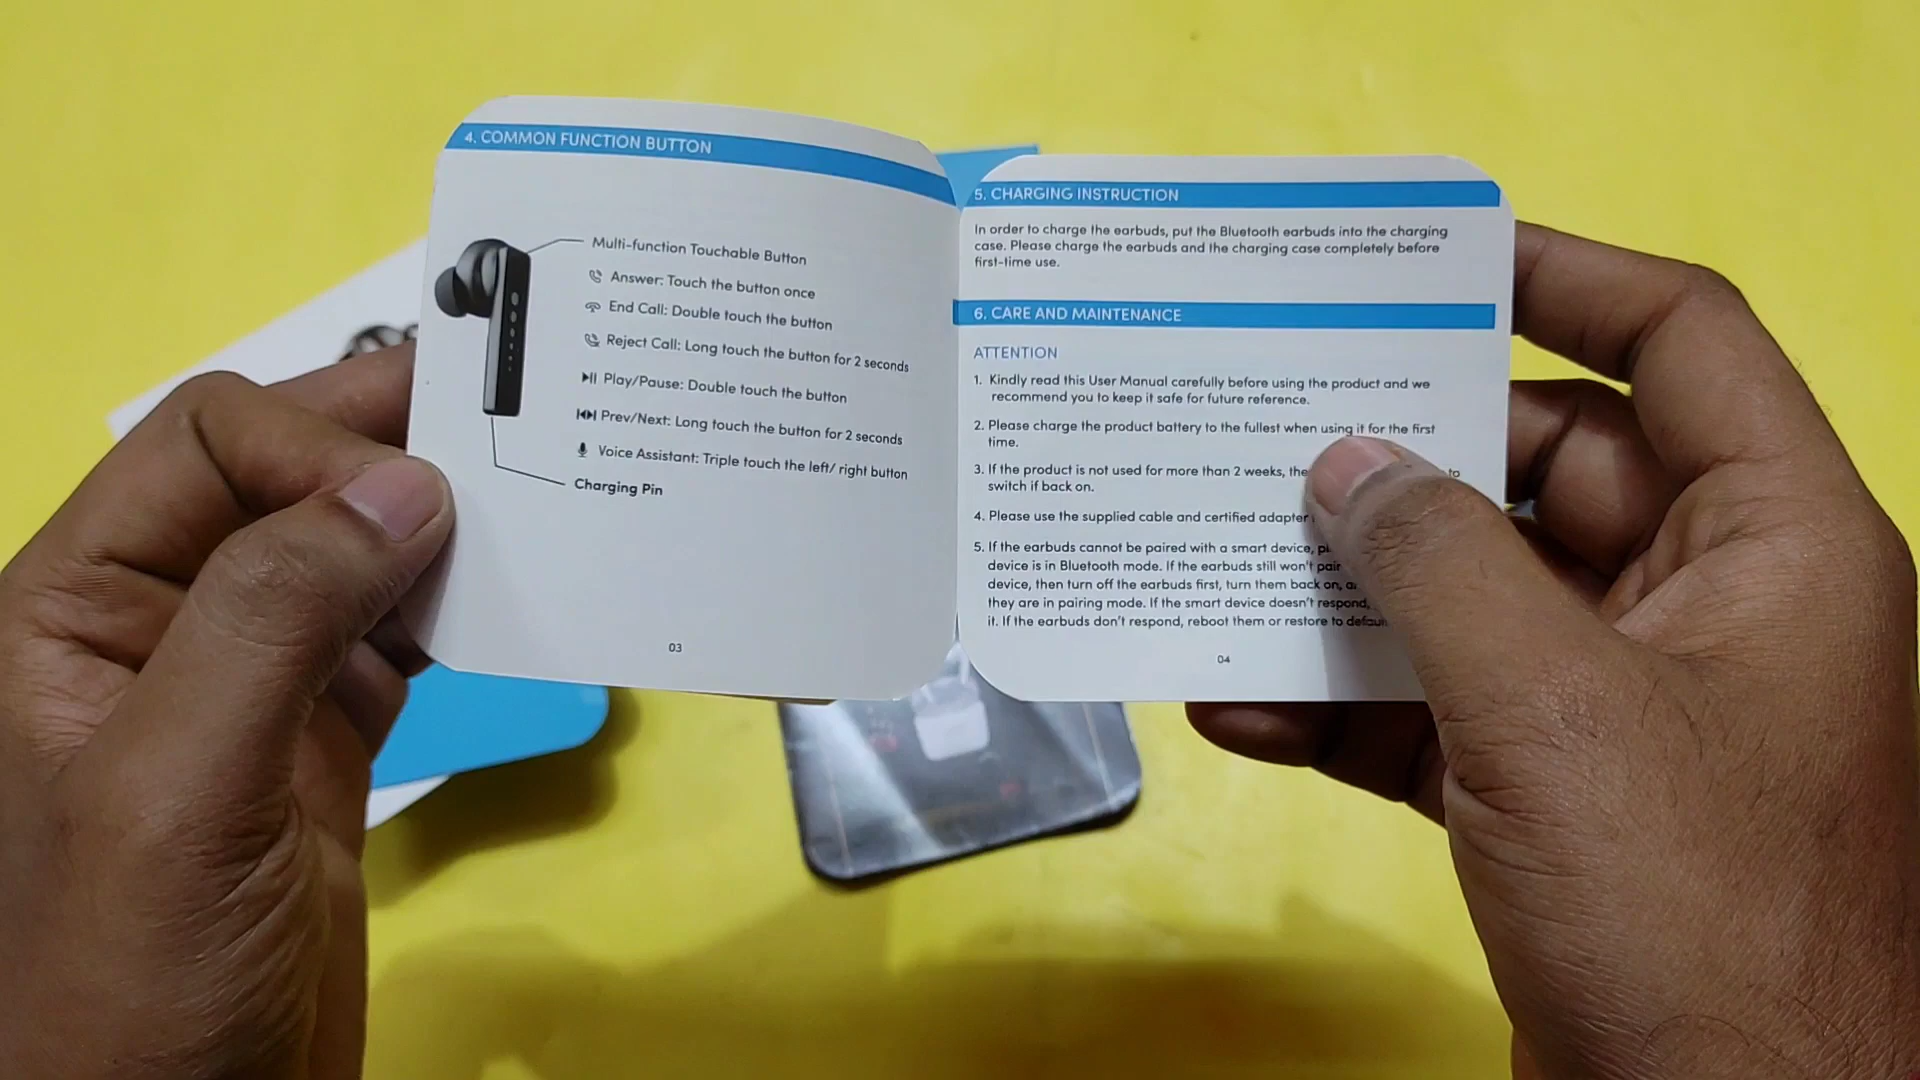 4. COMMON FUNCTION BUTTON
Multi-function Touchable Button
Answer: Touch the button once
End Call: Double touch the button
Reject Call: Long touch the button for 2 seconds
Play/Pause: Double touch the button
Prev/Next: Long touch the button for 2 seconds
Voice Assistant: Triple touch the left/ right button
Charging Pin
03
5. CHARGING INSTRUCTION
In order to charge the earbuds, put the Bluetooth earbuds into the charging
case. Please charge the earbuds and the charging case completely before
first-time use.
6. CARE AND MAINTENANCE
ATTENTION
1. Kindly read this User Manual carefully before using the product and we
recommend you to keep it safe for future reference.
2. Please charge the product battery to the fullest when using it for the first
time.
3. If the product is not used for more than 2 weeks, to
switch if back on.
4. Please use the supplied cable and certified adapter
5. If the earbuds cannot be paired with a smart device,
device is in Bluetooth mode. If the earbuds still won't pair
device, then turn off the earbuds first, turn them back on,
they are in pairing mode. If the smart device doesn't respond,
it. If the earbuds don't respond, reboot them or restore to
04